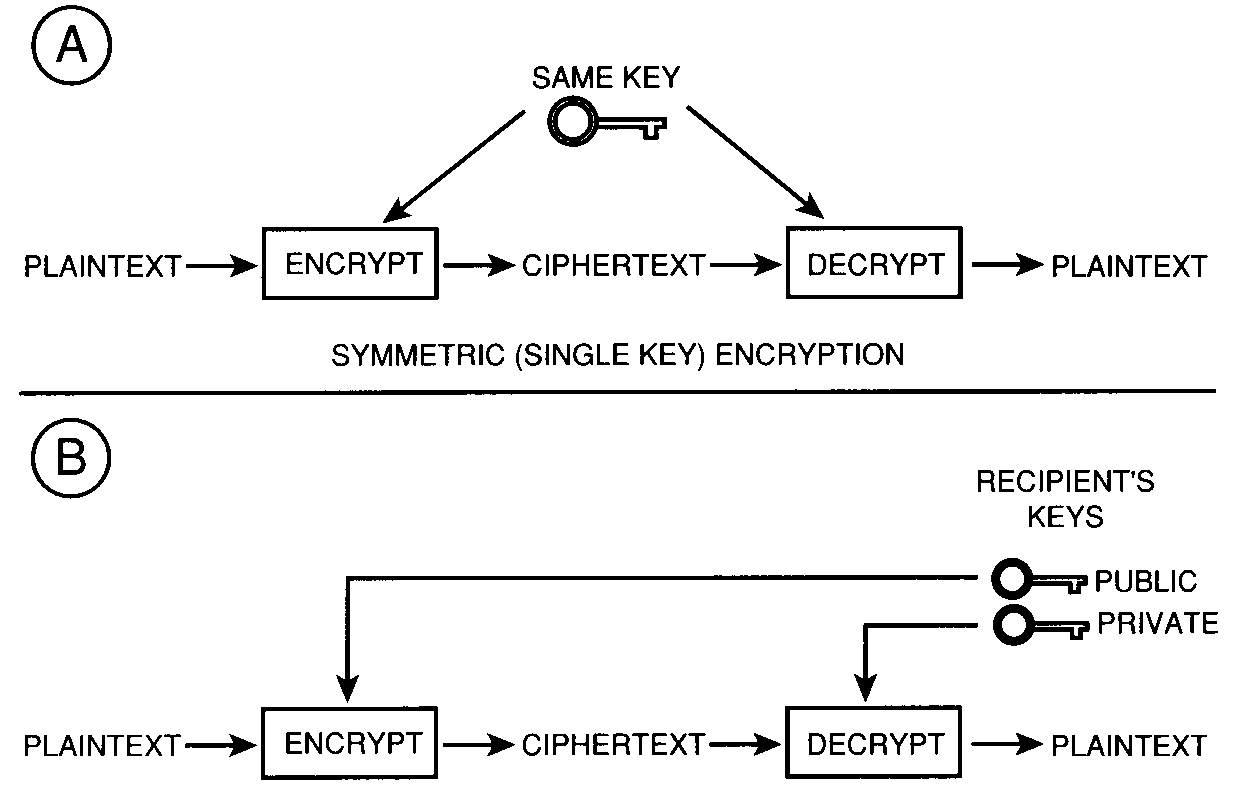 A
SAME KEY
PLAINTEXT ENCRYPT CIPHERTEXT DECRYPT PLAINTEXT
SYMMETRIC (SINGLE KEY) ENCRYPTION
B
RECIPIENT'S
KEYS
PUBLIC
PRIVATE
PLAINTEXT ENCRYPT CIPHERTEXT DECRYPT PLAINTEXT